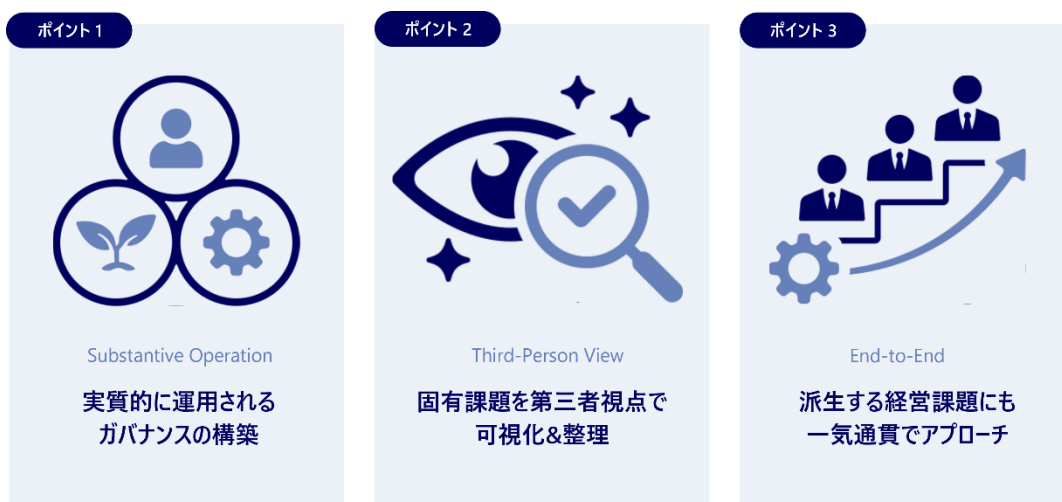 ポイント 1
Substantive Operation
実質的に運用される
ガバナンスの構築
ポイント 2
Third-Person View
固有課題を第三者視点で
可視化&整理
ポイント 3
End-to-End
派生する経営課題にも
一気通貫でアプローチ